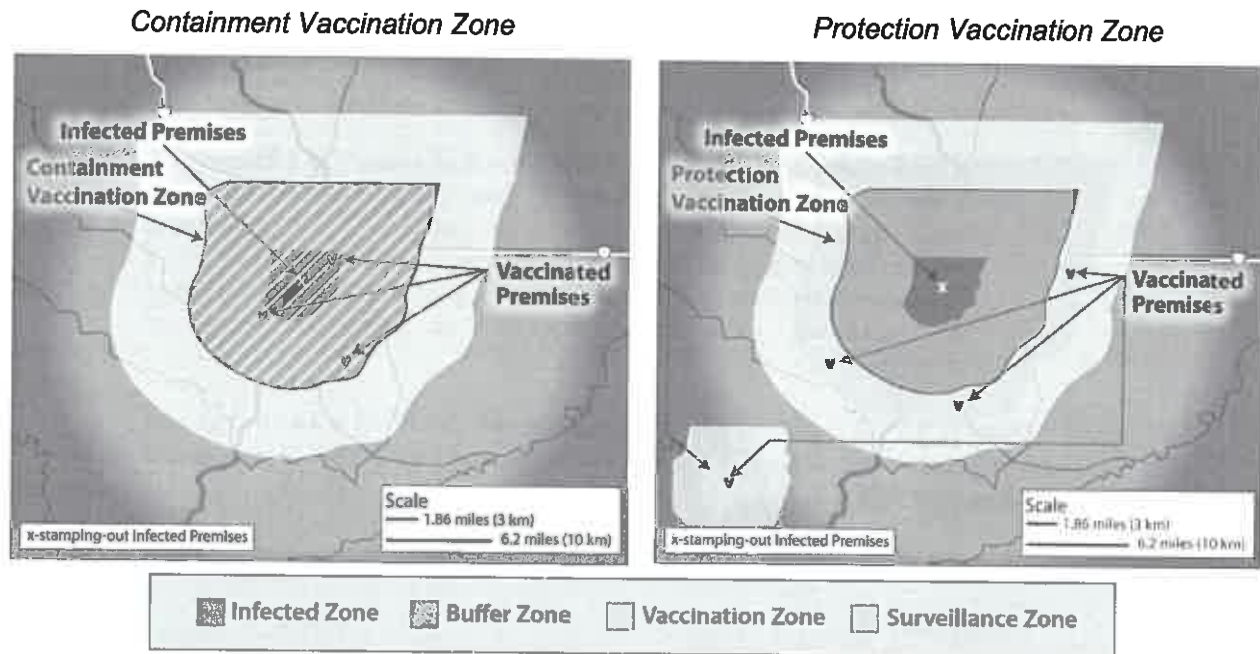 Containment Vaccination Zone
Protection Vaccination Zone
Infected Premises
Containment
Vaccination Zone
Vaccinated
Premises
Scale
1.86 miles (3 km)
6.2 miles (10 km)
x-stamping-out Infected Premises
Infected Premises
Protection
Vaccination Zone
v
v
v
v
Vaccinated
Premises
Scale
1.86 miles (3 km)
6.2 miles (10 km)
x-stamping-out Infected Premises
Infected Zone
Buffer Zone
Vaccination Zone
Surveillance Zone